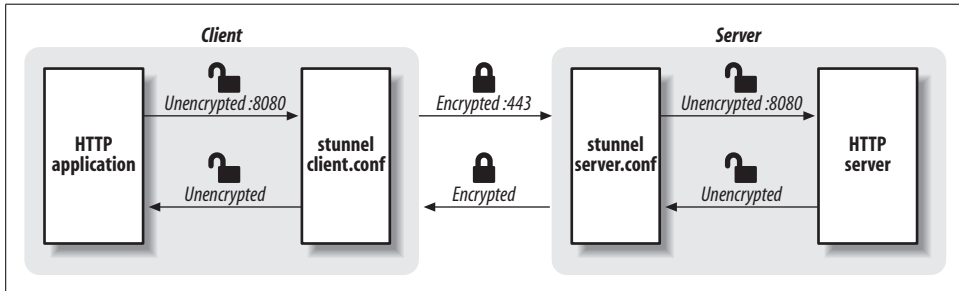 Client
Server
Unencrypted :8080
Encrypted :443
Unencrypted :8080
HTTP
application
stunnel
client.conf
stunnel
server.conf
HTTP
server
Unencrypted
Encrypted
Unencrypted